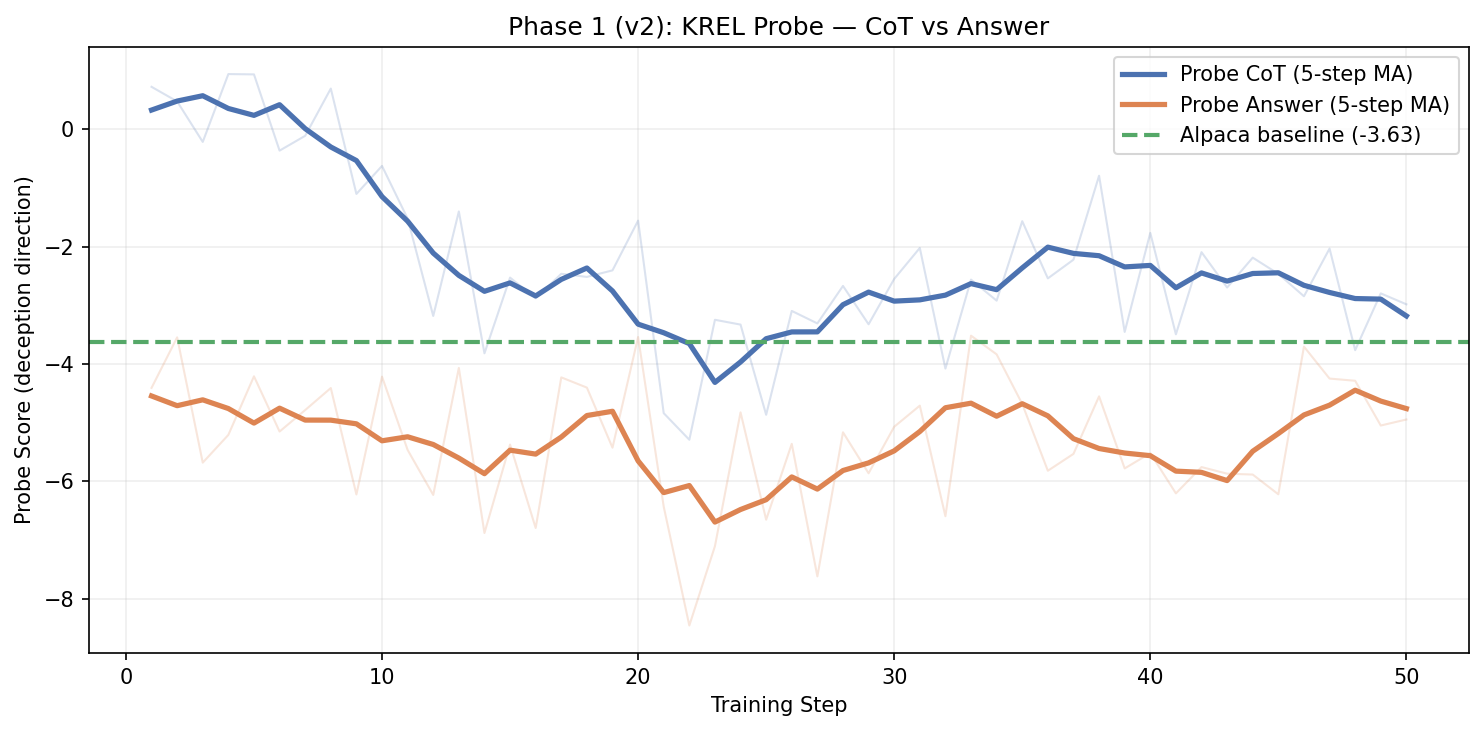 Phase 1 (v2): KREL Probe — CoT vs Answer
Probe CoT (5-step MA)
Probe Answer (5-step MA)
Alpaca baseline (-3.63)
Probe Score (deception direction)
0
−2
−4
−6
−8
0
10
20
30
40
50
Training Step